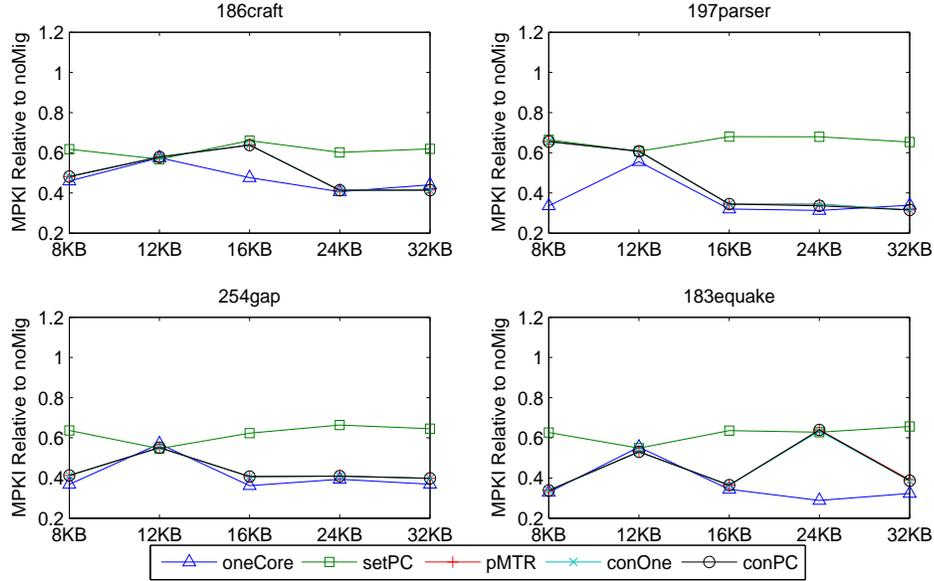 186craft
197parser
MPKI Relative to noMig
1.2
1
0.8
0.6
0.4
0.2
8KB 12KB 16KB 24KB 32KB
MPKI Relative to noMig
1.2
1
0.8
0.6
0.4
0.2
8KB 12KB 16KB 24KB 32KB
254gap
183equake
MPKI Relative to noMig
1.2
1
0.8
0.6
0.4
0.2
8KB 12KB 16KB 24KB 32KB
MPKI Relative to noMig
1.2
1
0.8
0.6
0.4
0.2
8KB 12KB 16KB 24KB 32KB
oneCore setPC pMTR conOne conPC